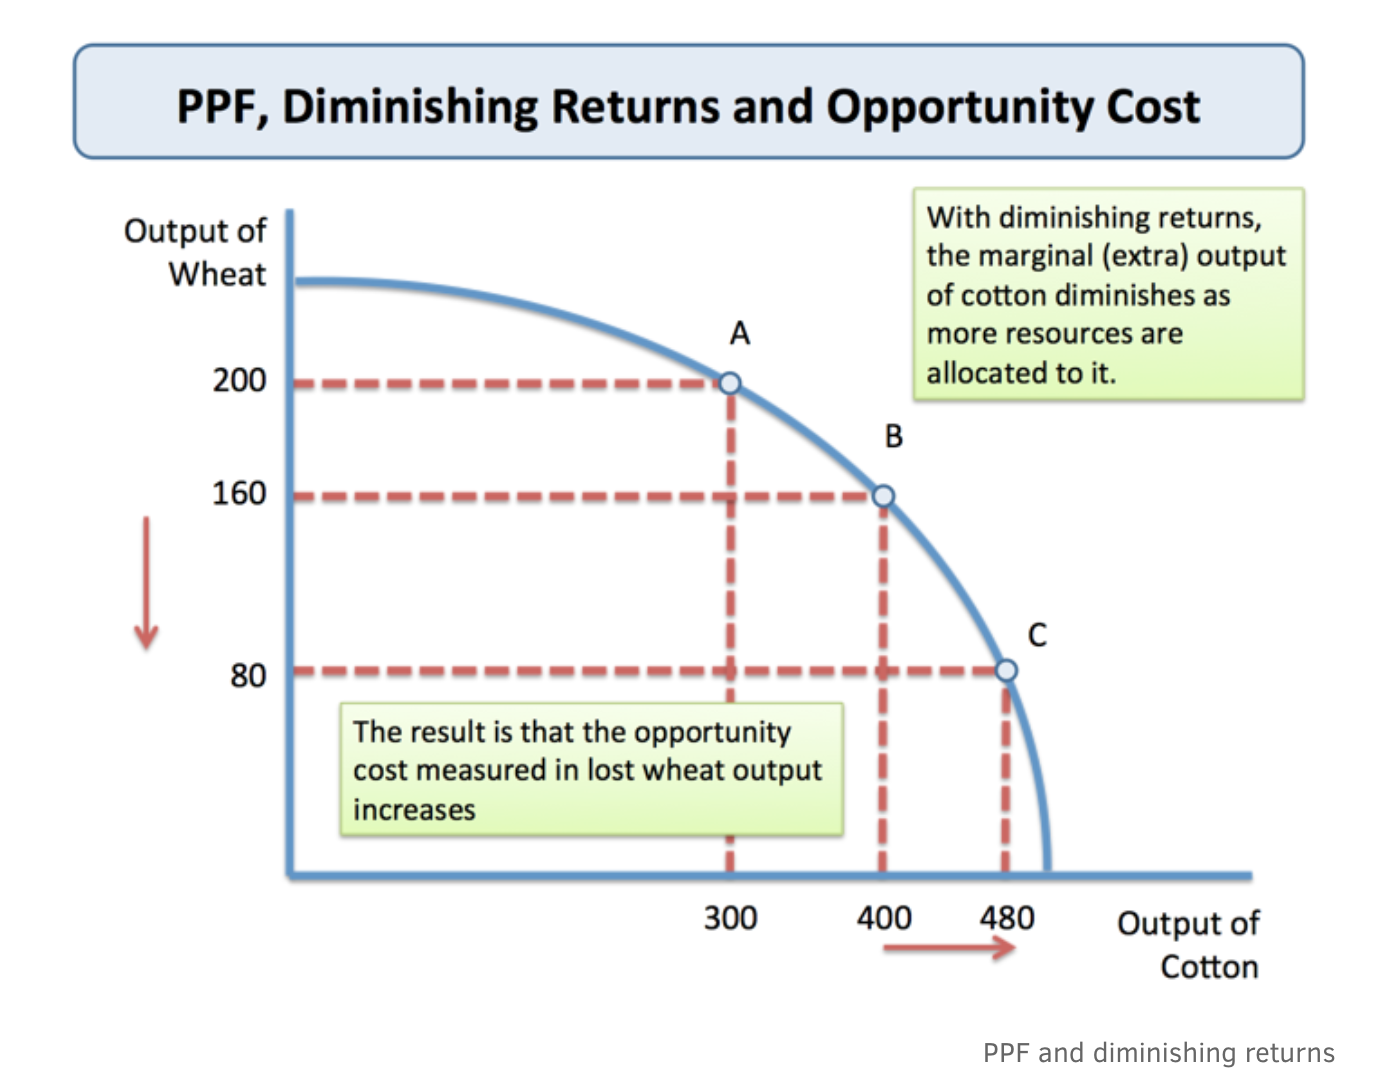 PPF, Diminishing Returns and Opportunity Cost
Output of
Wheat
With diminishing returns,
the marginal (extra) output
of cotton diminishes as
more resources are
allocated to it.
A
200
B
160
C
80
The result is that the opportunity
cost measured in lost wheat output
increases
300
400
480
Output of
Cotton
PPF and diminishing returns